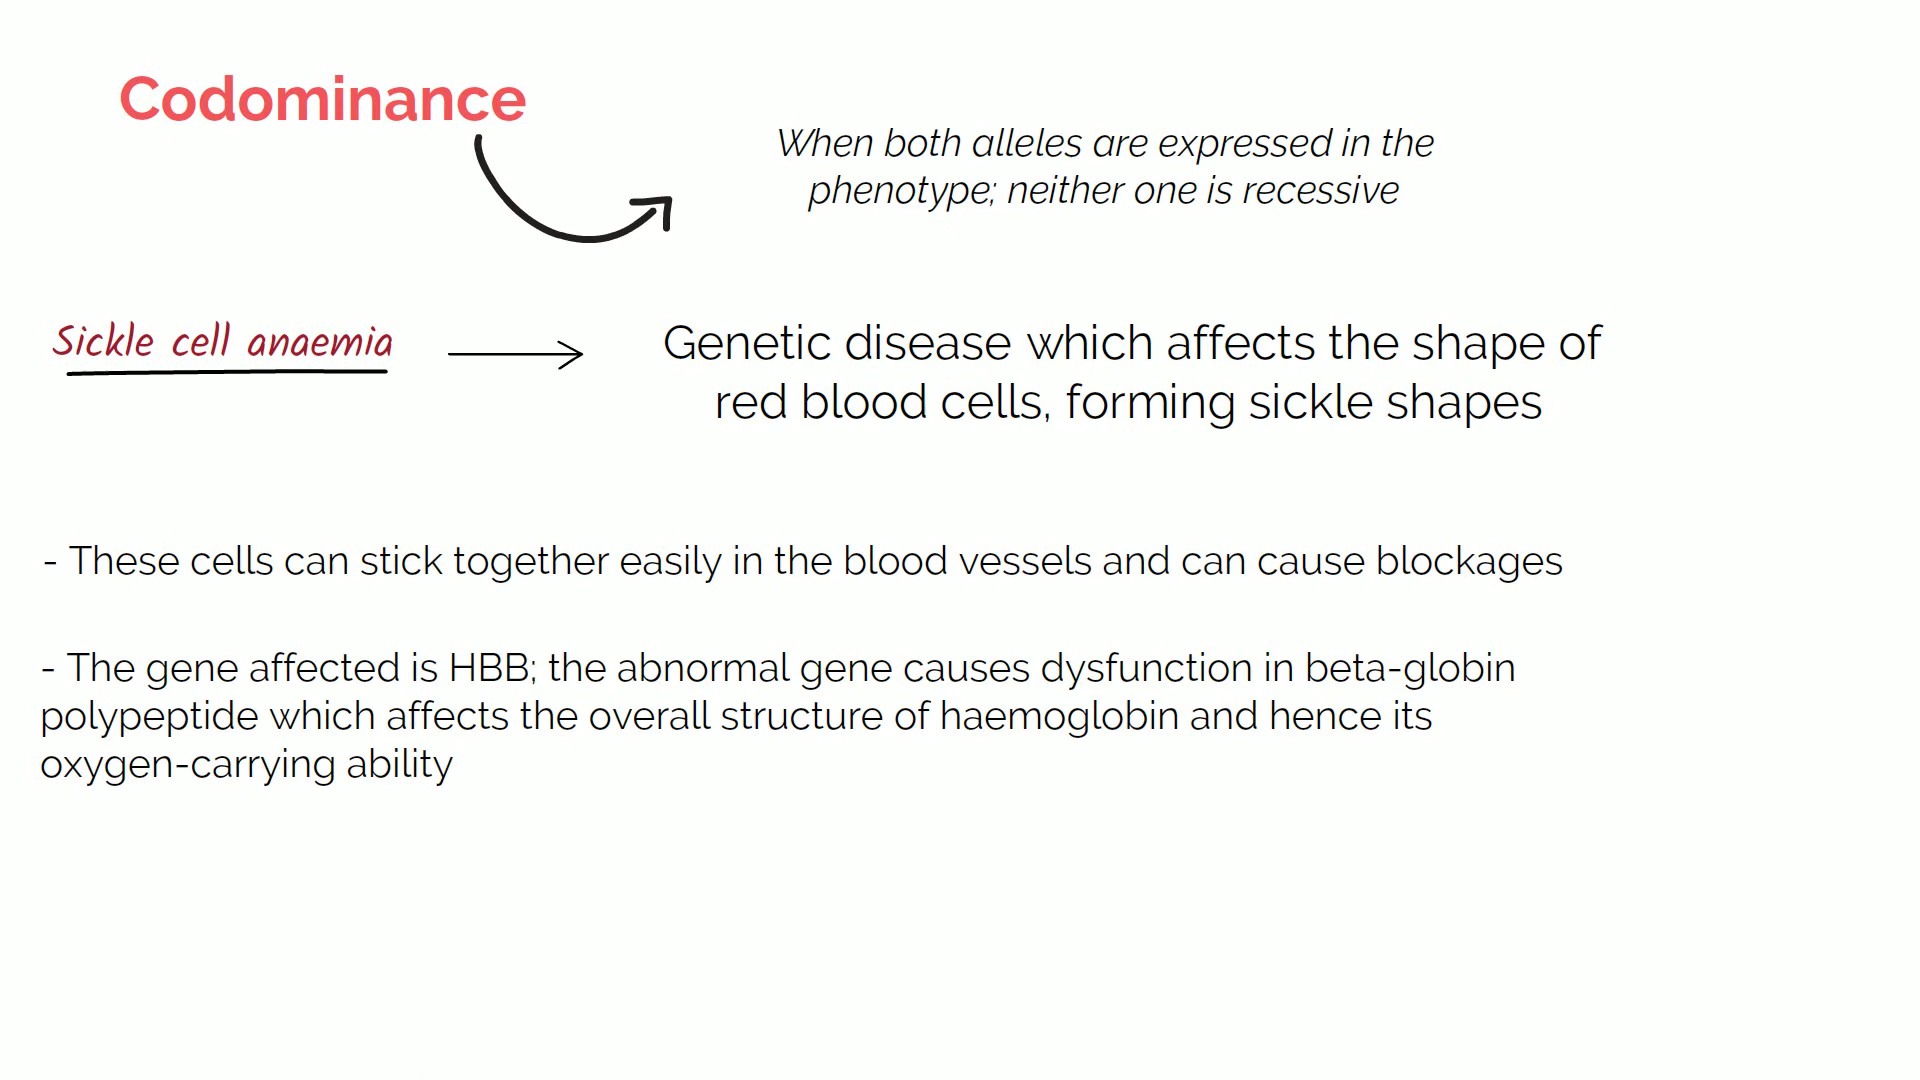 Codominance
When both alleles are expressed in the
phenotype; neither one is recessive
Sickle cell anaemia
Genetic disease which affects the shape of
red blood cells, forming sickle shapes
- These cells can stick together easily in the blood vessels and can cause blockages
- The gene affected is HBB; the abnormal gene causes dysfunction in beta-globin
polypeptide which affects the overall structure of haemoglobin and hence its
oxygen-carrying ability